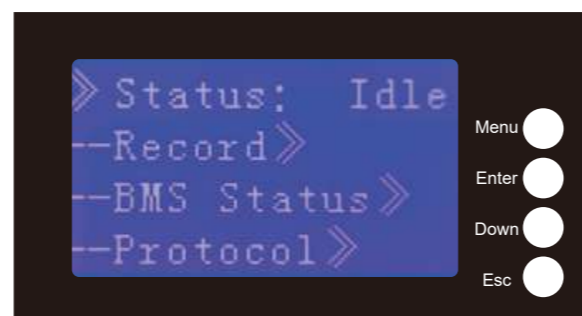 》Status: Idle
--Record》
--BMS Status》
--Protocol》
Menu
Enter
Down
Esc